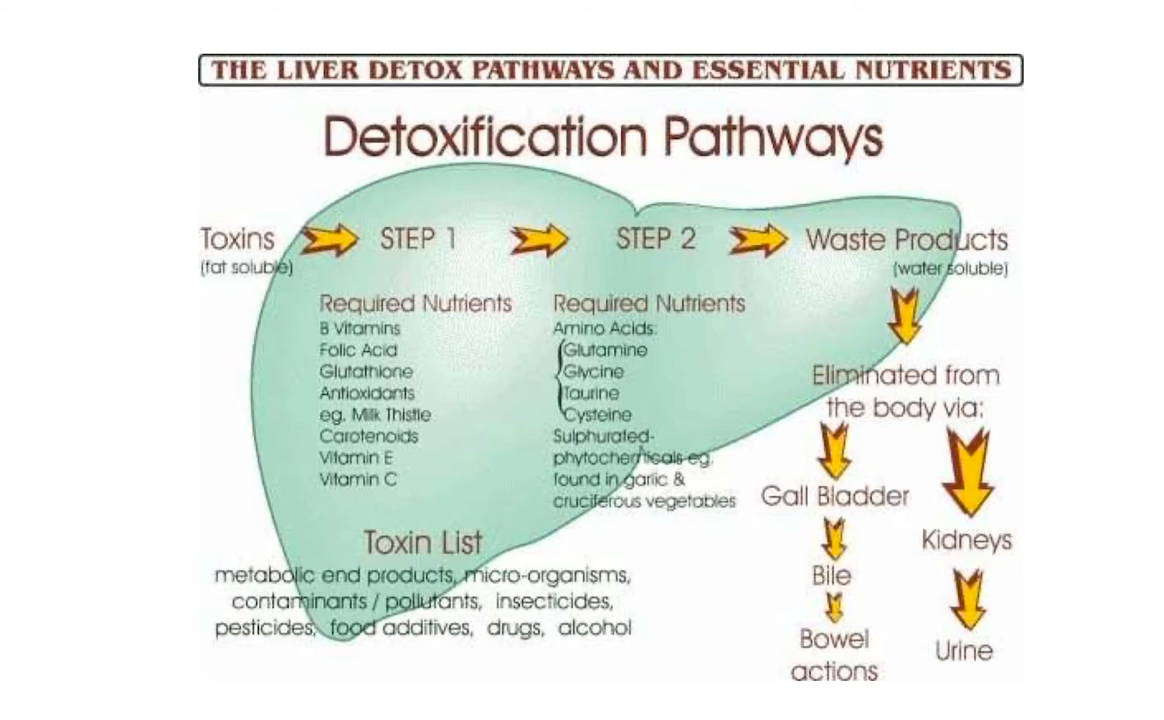 THE LIVER DETOX PATHWAYS AND ESSENTIAL NUTRIENTS
Detoxification Pathways
Toxins
(fat soluble)
STEP 1
STEP 2
Waste Products
(water soluble)
Required Nutrients
B Vitamins
Folic Acid
Glutathione
Antioxidants
eg. Milk Thistle
Carotenoids
Vitamin E
Vitamin C
Required Nutrients
Amino Acids:
Glutamine
Glycine
Taurine
Cysteine
Sulphurated-
phytochemicals eg.
found in garlic &
cruciferous vegetables
Toxin List
metabolic end products, micro-organisms,
contaminants / pollutants, insecticides,
pesticides, food additives, drugs, alcohol
Eliminated from
the body via:
Gall Bladder
Bile
Bowel
actions
Kidneys
Urine